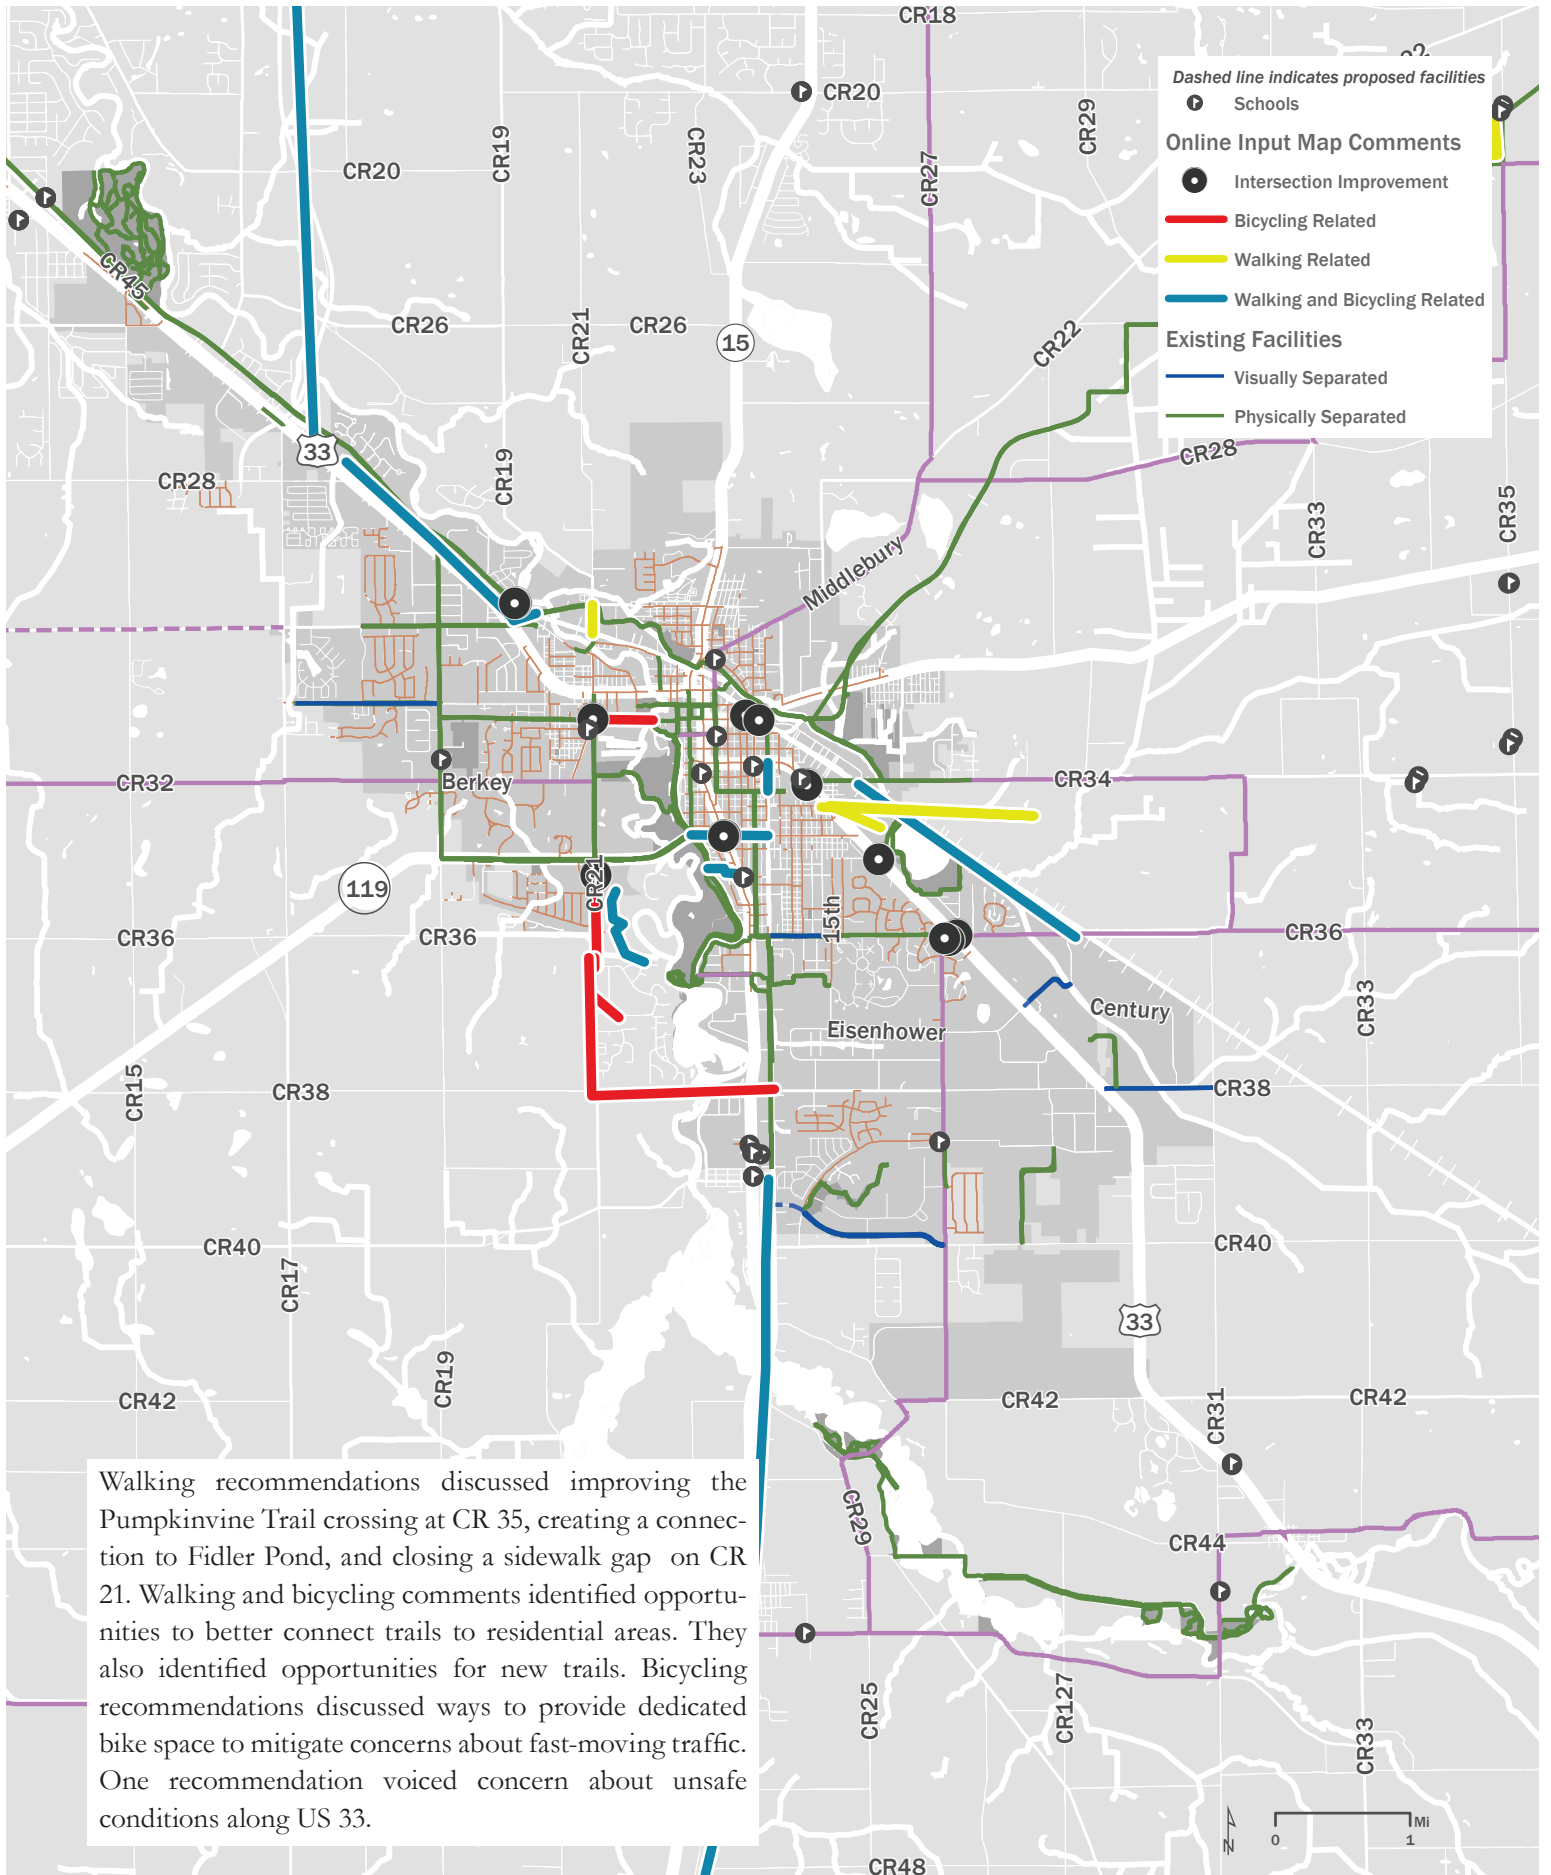 CR18
CR20
CR29
CR23
CR27
CR19
CR20
CR45
CR26
CR21
CR26
15
CR22
Dashed line indicates proposed facilities
Schools
Online Input Map Comments
Intersection Improvement
Bicycling Related
Walking Related
Walking and Bicycling Related
Existing Facilities
Visually Separated
Physically Separated
33
CR28
CR19
CR28
CR33
CR35
Middlebury
CR32
Berkey
CR34
119
CR21
15th
CR36
CR36
CR36
CR33
Century
Eisenhower
CR15
CR38
CR38
CR40
CR17
CR40
33
CR19
CR42
CR42
CR31
CR42
Walking recommendations discussed improving the
Pumpkinvine Trail crossing at CR 35, creating a connec-
tion to Fidler Pond, and closing a sidewalk gap on CR
21. Walking and bicycling comments identified opportu-
nities to better connect trails to residential areas. They
also identified opportunities for new trails. Bicycling
recommendations discussed ways to provide dedicated
bike space to mitigate concerns about fast-moving traffic.
One recommendation voiced concern about unsafe
conditions along US 33.
CR29
CR44
CR25
CR127
CR33
N
0
1
Mi
CR48